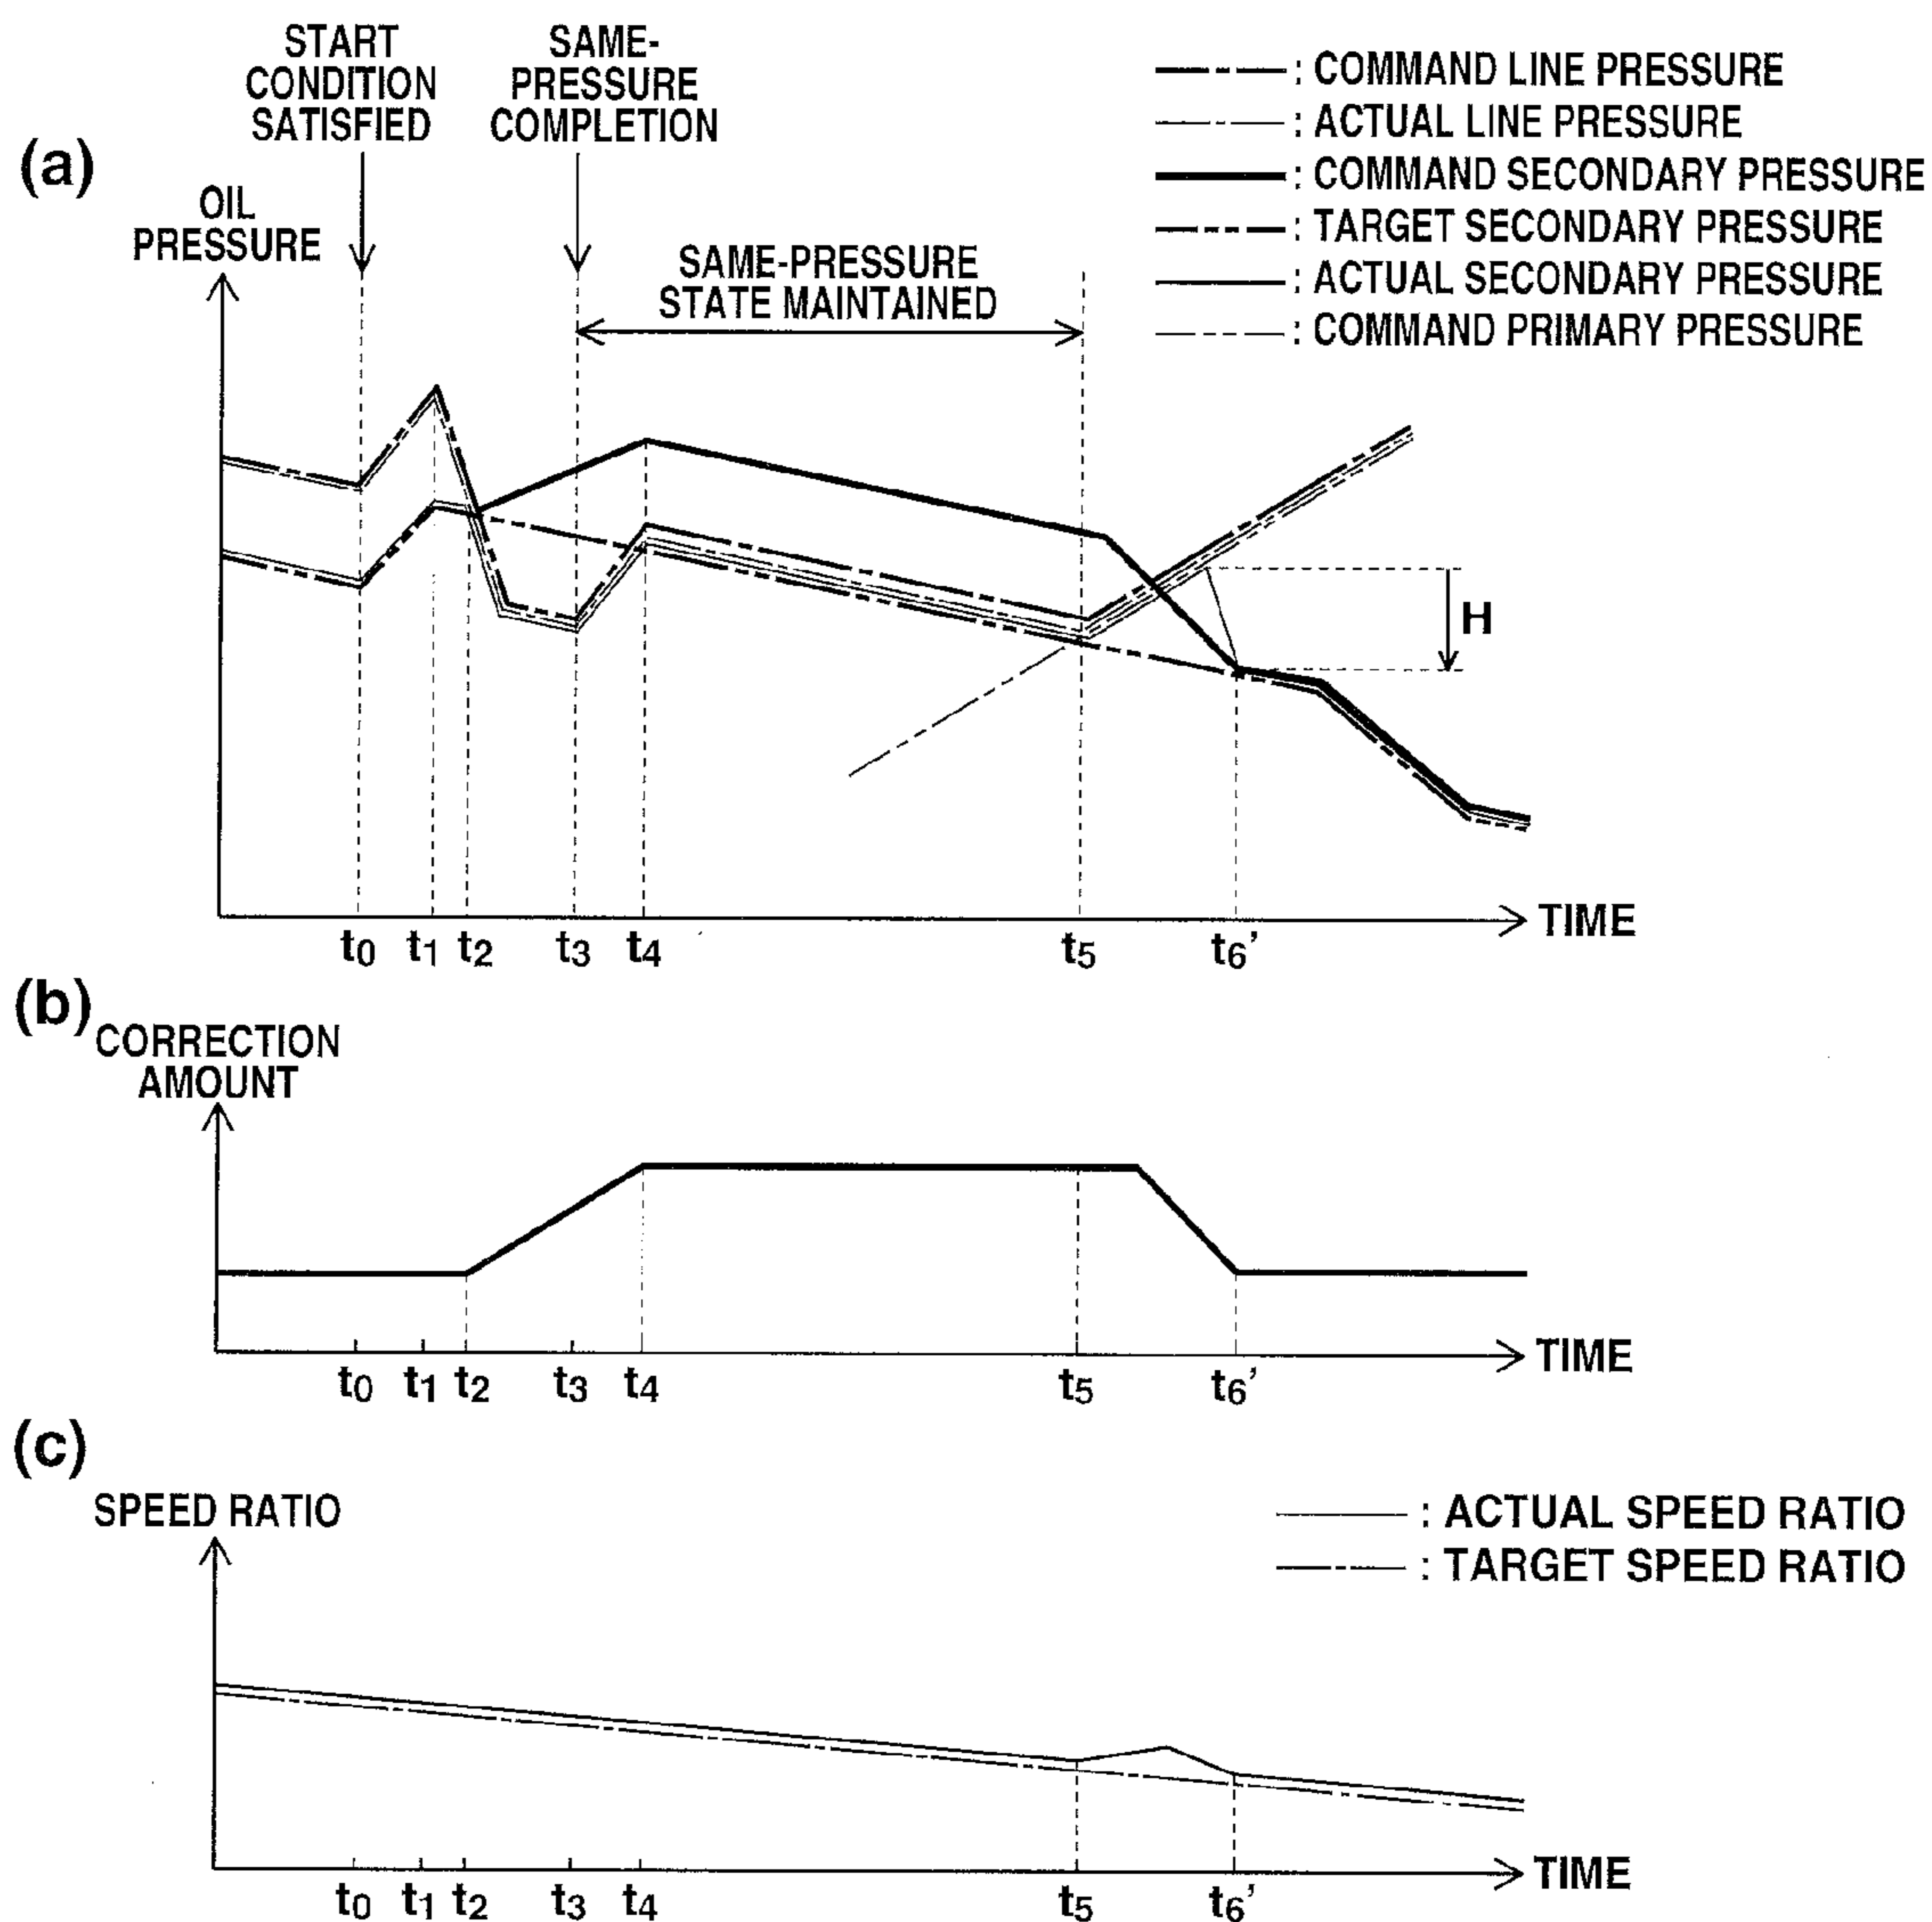 (a)
START
CONDITION
SATISFIED
SAME-
PRESSURE
COMPLETION
OIL
PRESSURE
SAME-PRESSURE
STATE MAINTAINED
: COMMAND LINE PRESSURE
: ACTUAL LINE PRESSURE
: COMMAND SECONDARY PRESSURE
: TARGET SECONDARY PRESSURE
: ACTUAL SECONDARY PRESSURE
: COMMAND PRIMARY PRESSURE
H
TIME
t0 t1 t2 t3 t4 t5 t6'
(b)
CORRECTION
AMOUNT
TIME
t0 t1 t2 t3 t4 t5 t6'
(c)
SPEED RATIO
: ACTUAL SPEED RATIO
: TARGET SPEED RATIO
TIME
t0 t1 t2 t3 t4 t5 t6'